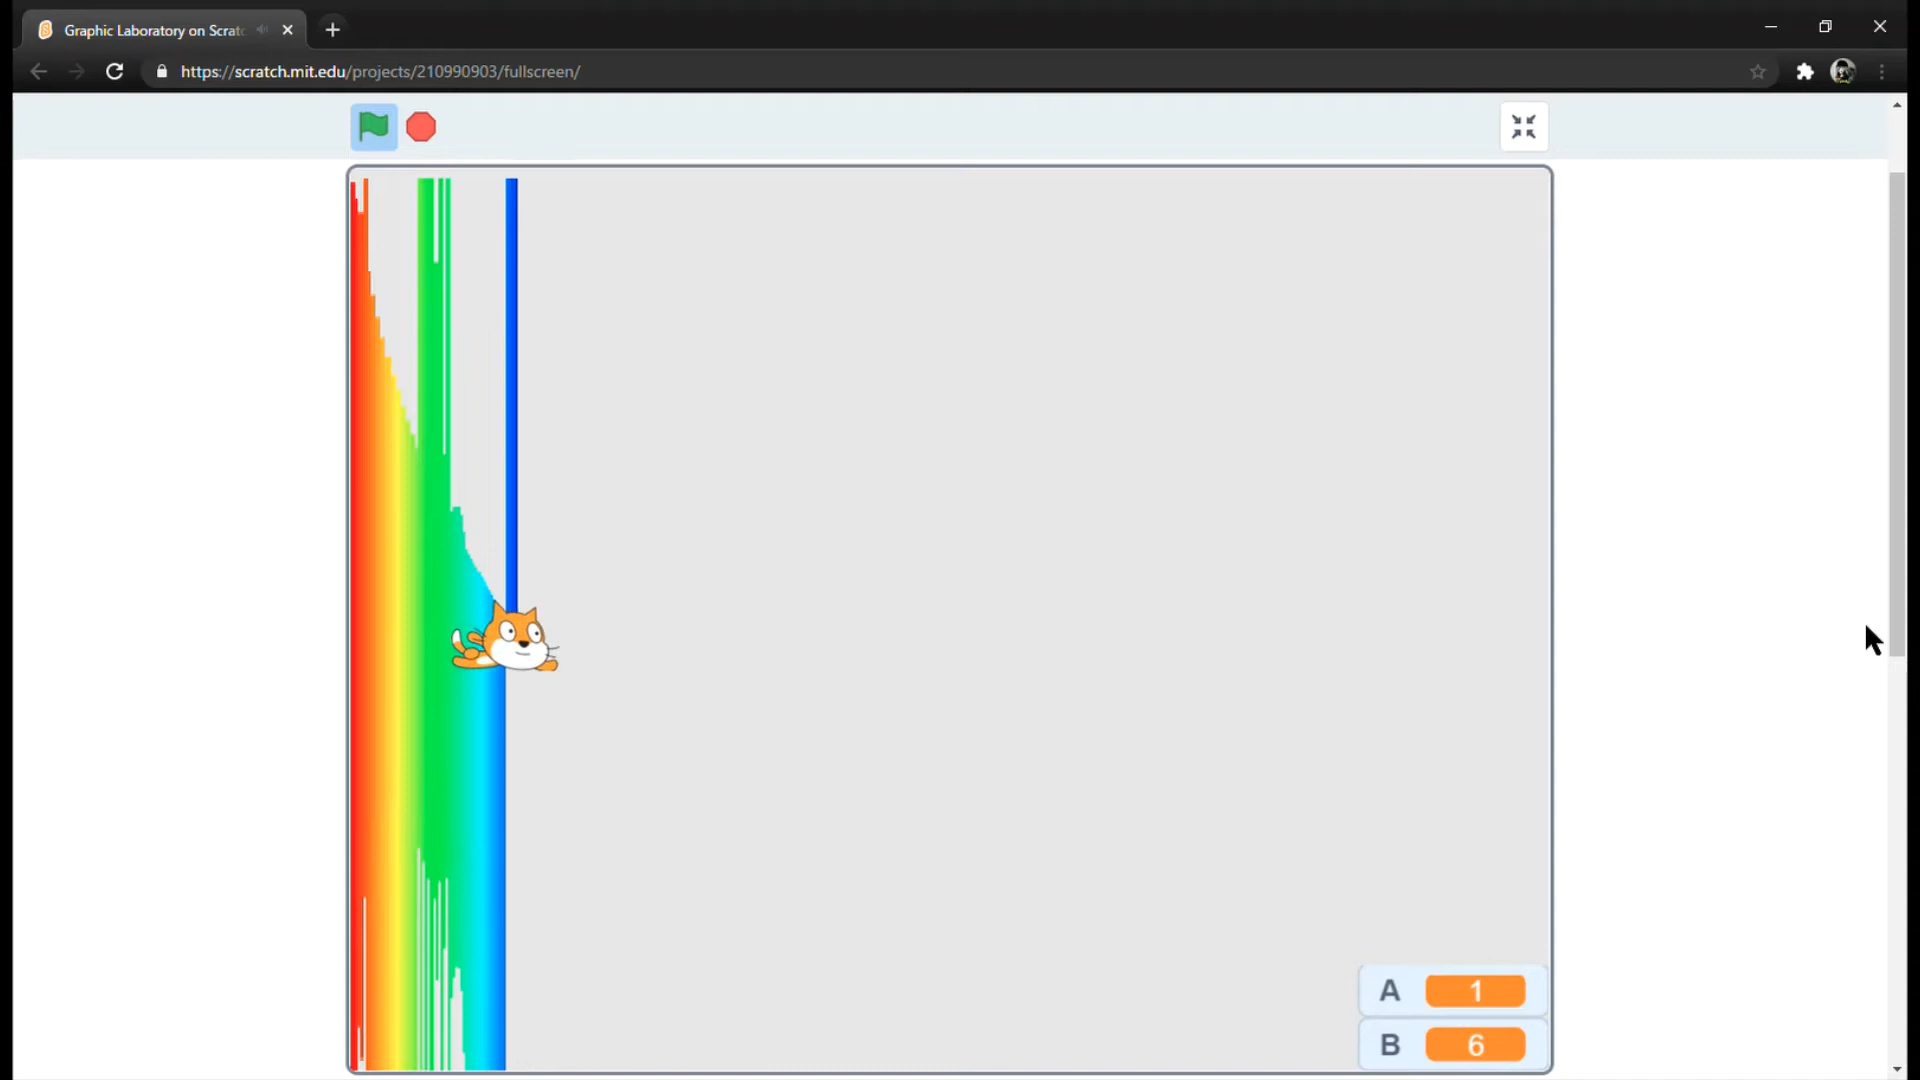 Graphic Laboratory on Scrat
https://scratch.mit.edu/projects/210990903/fullscreen/
A 1
B 6